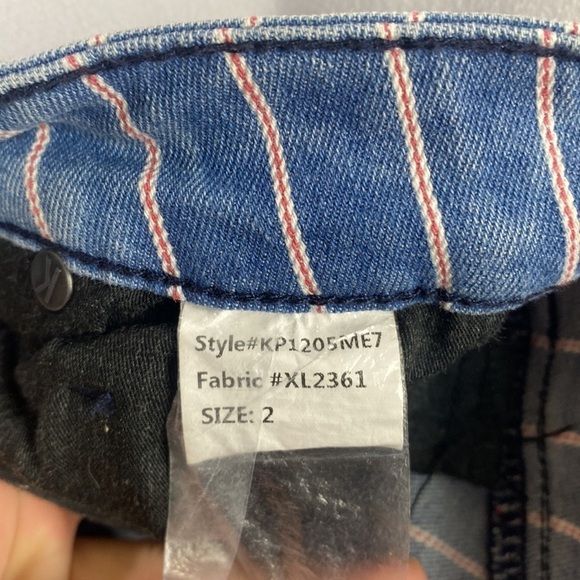 Style#KP1205ME7
Fabric #XL2361
SIZE: 2